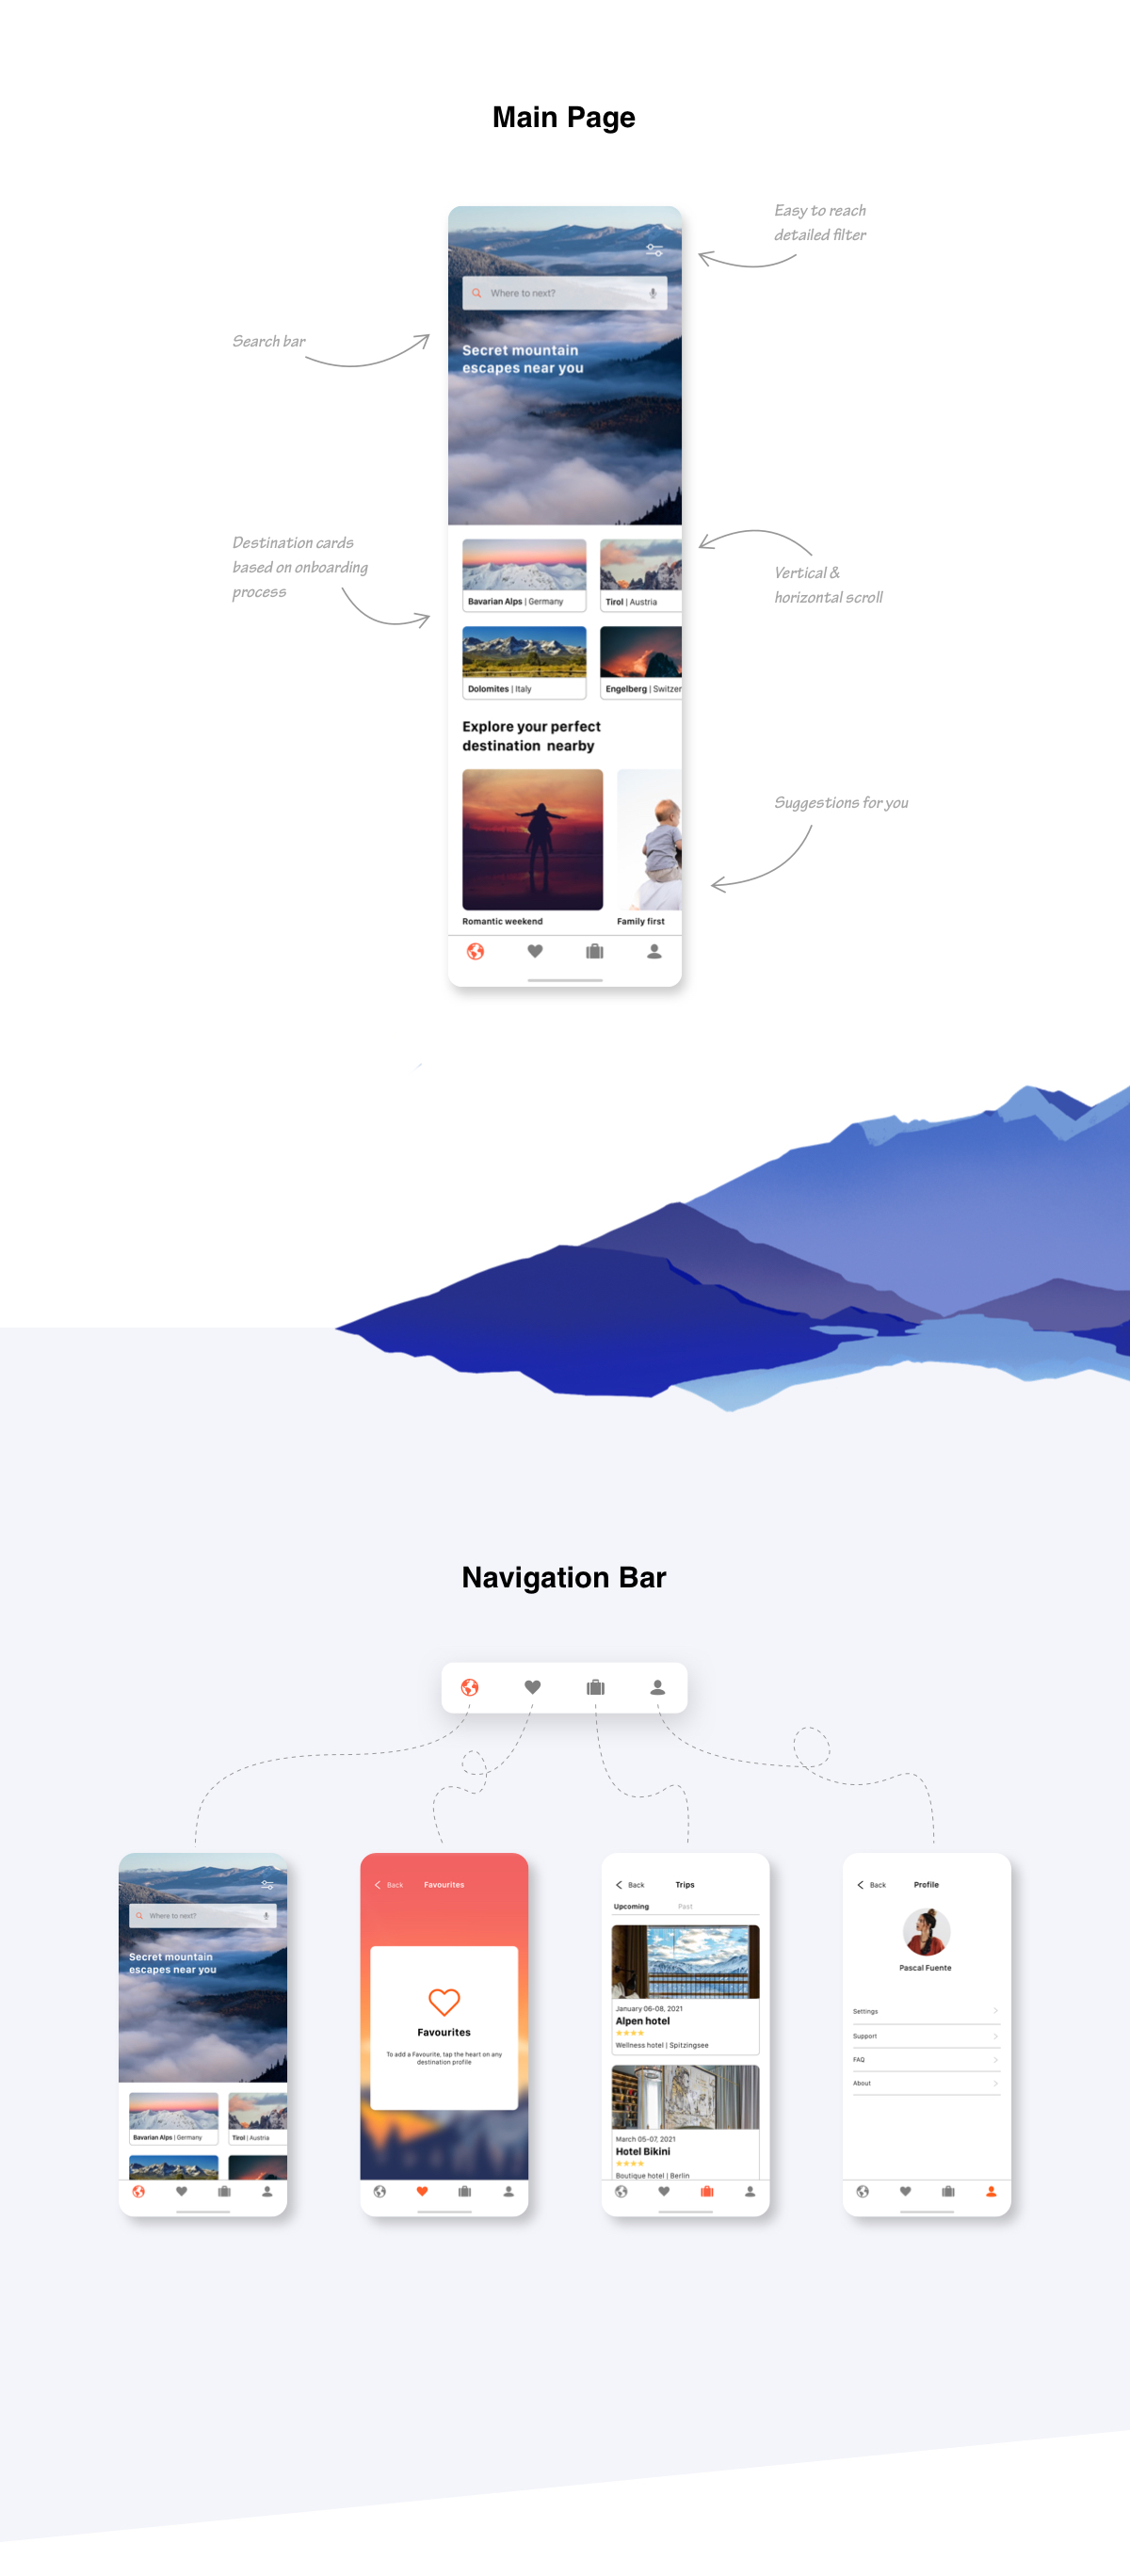 Main Page
Easy to reach
detailed filter
Where to next?
Search bar
Secret mountain
escapes near you
Destination cards
based on onboarding
process
Vertical &
horizontal scroll
Bavarian Alps | Germany
Tirol | Austria
Dolomites | Italy
Engelberg | Switzer
Explore your perfect
destination nearby
Suggestions for you
Romantic weekend
Family first
Navigation Bar
Where to next?
Secret mountain
escapes near you
Bavarian Alps | Germany
Tirol | Austria
Back
Favourites
Favourites
To add a Favourite, tap the heart on any
destination profile
Back
Trips
Upcoming
Past
January 06-08, 2021
Alpen hotel
Wellness hotel | Spitzingsee
March 05-07, 2021
Hotel Bikini
Boutique hotel | Berlin
Back
Profile
Pascal Fuente
Settings
Support
FAQ
About